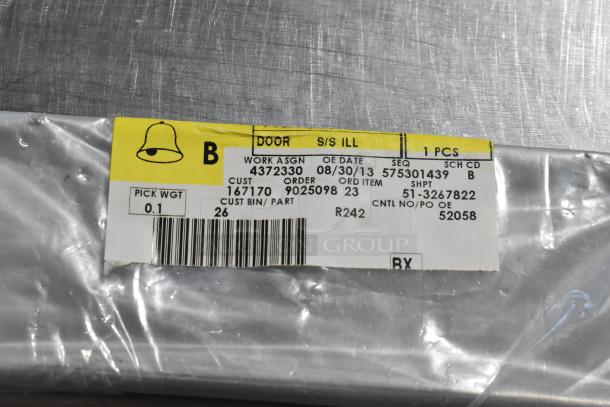 B DOOR S/S ILL 1 PCS
WORK ASGN OE DATE SEQ SCH CD
4372330 08/30/13 575301439 B
CUST ORDER ORD ITEM SHPT
167170 9025098 23 51-3267822
PICK WGT CUST BIN/ PART CNTL NO/PO OE
0.1 26 R242 52058
GROUP
BX